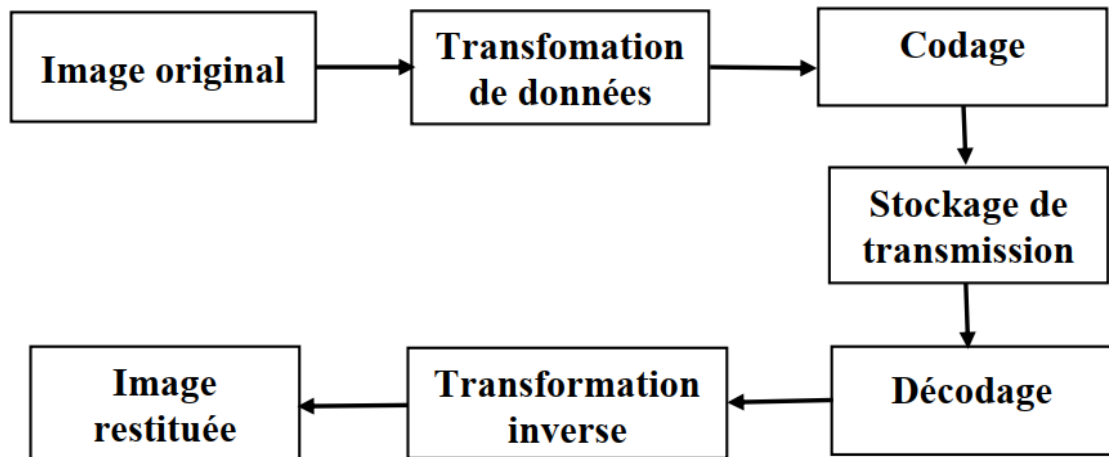 Image original
Transfomation
de données
Codage
Stockage de
transmission
Décodage
Transformation
inverse
Image
restituée